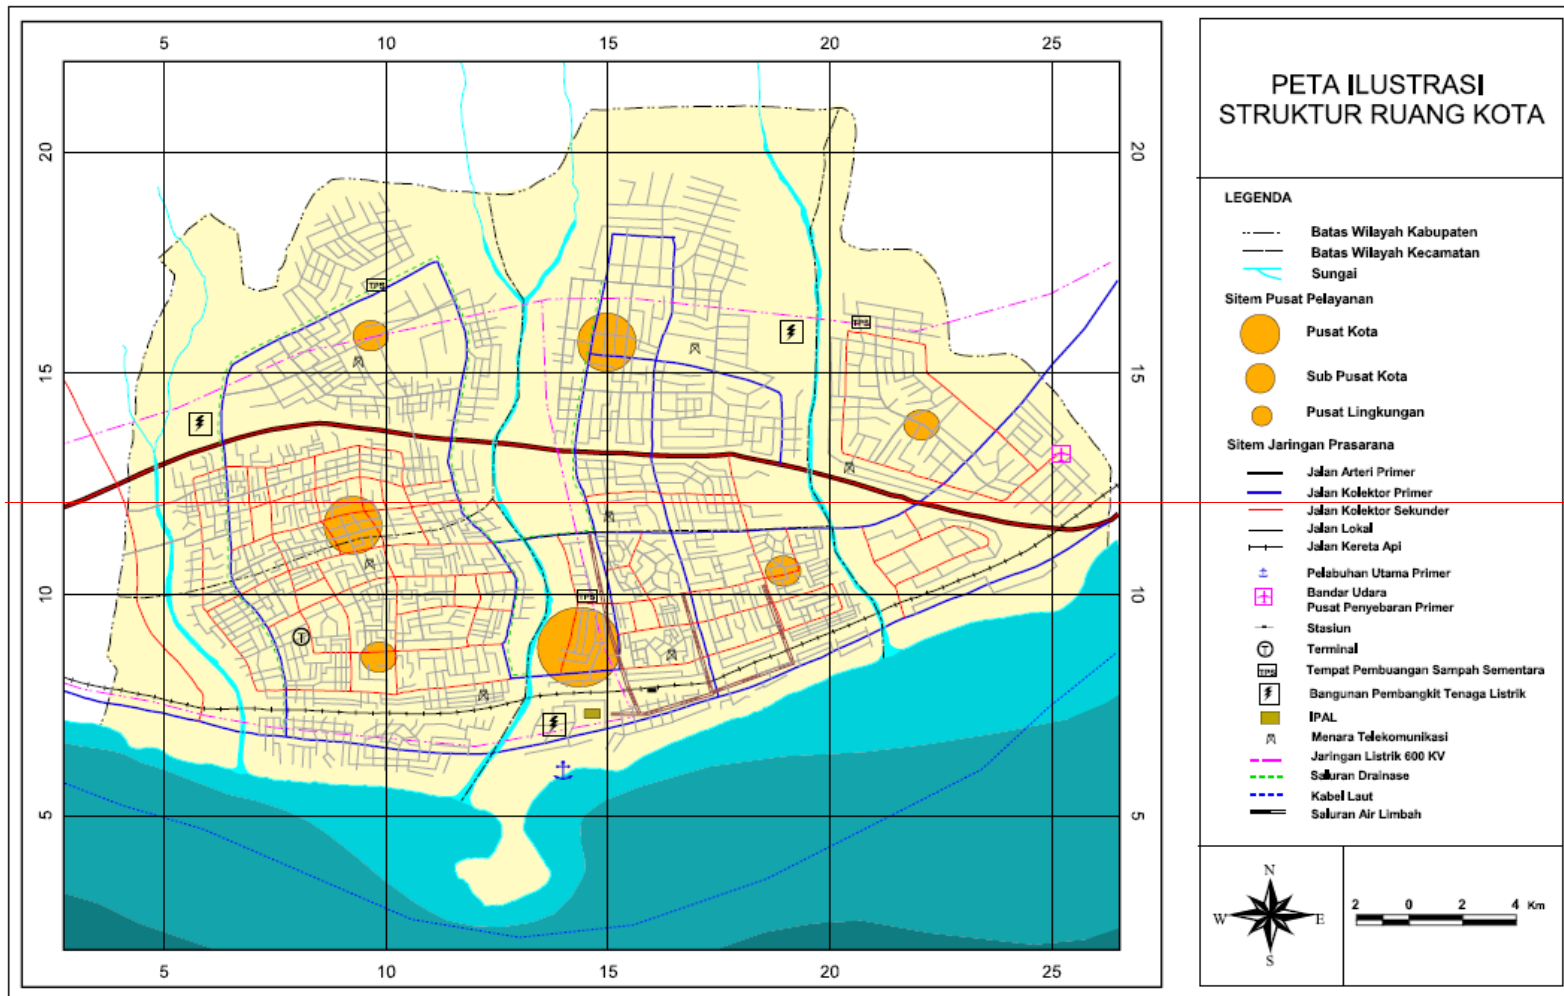 5 10 15 20 25
20 20
15 15
10 10
5 5
5 10 15 20 25
TPS
TPS
TPS
T
PETA ILUSTRASI
STRUKTUR RUANG KOTA
LEGENDA
Batas Wilayah Kabupaten
Batas Wilayah Kecamatan
Sungai
Sitem Pusat Pelayanan
Pusat Kota
Sub Pusat Kota
Pusat Lingkungan
Sitem Jaringan Prasarana
Jalan Arteri Primer
Jalan Kolektor Primer
Jalan Kolektor Sekunder
Jalan Lokal
Jalan Kereta Api
Pelabuhan Utama Primer
Bandar Udara
Pusat Penyebaran Primer
Stasiun
T Terminal
TPS Tempat Pembuangan Sampah Sementara
Bangunan Pembangkit Tenaga Listrik
IPAL
Menara Telekomunikasi
Jaringan Listrik 600 KV
Saluran Drainase
Kabel Laut
Saluran Air Limbah
N
W E
S
2 0 2 4 Km